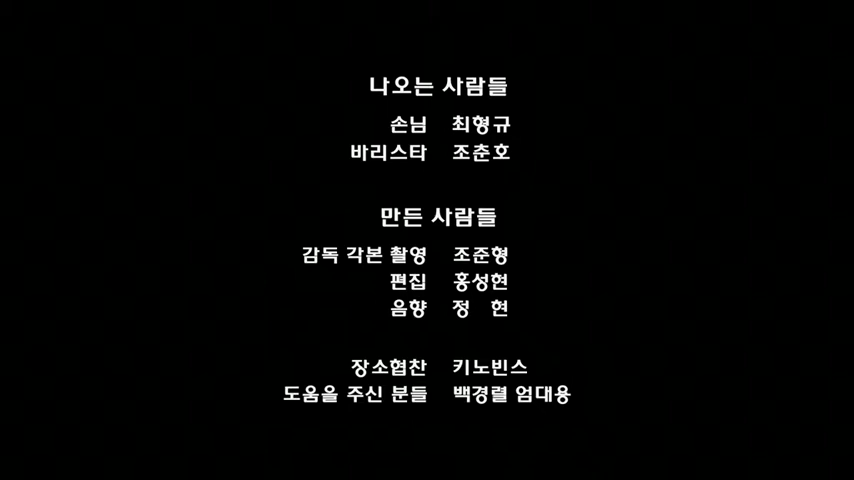 나오는 사람들
손님 최형규
바리스타 조춘호
만든 사람들
감독 각본 촬영 조준형
편집 홍성현
음향 정 현
장소협찬 키노빈스
도움을 주신 분들 백경렬 엄대용